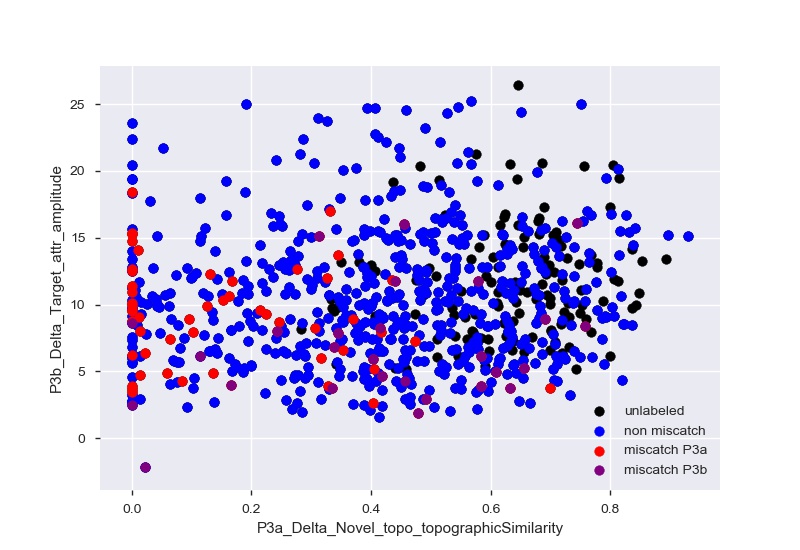 25
20
15
10
5
0
P3b_Delta_Target_attr_amplitude
unlabeled
non miscatch
miscatch P3a
miscatch P3b
0.0 0.2 0.4 0.6 0.8
P3a_Delta_Novel_topo_topographicSimilarity